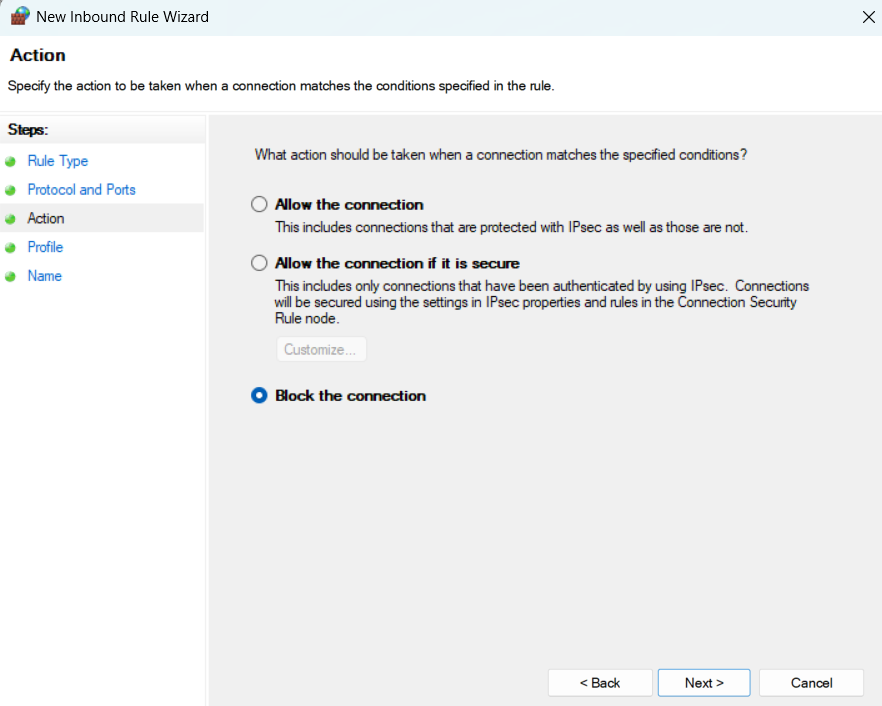 New Inbound Rule Wizard
Action
Specify the action to be taken when a connection matches the conditions specified in the rule.
Steps:
Rule Type
Protocol and Ports
Action
Profile
Name
What action should be taken when a connection matches the specified conditions?
Allow the connection
This includes connections that are protected with IPsec as well as those are not.
Allow the connection if it is secure
This includes only connections that have been authenticated by using IPsec. Connections
will be secured using the settings in IPsec properties and rules in the Connection Security
Rule node.
Customize...
Block the connection
< Back
Next >
Cancel